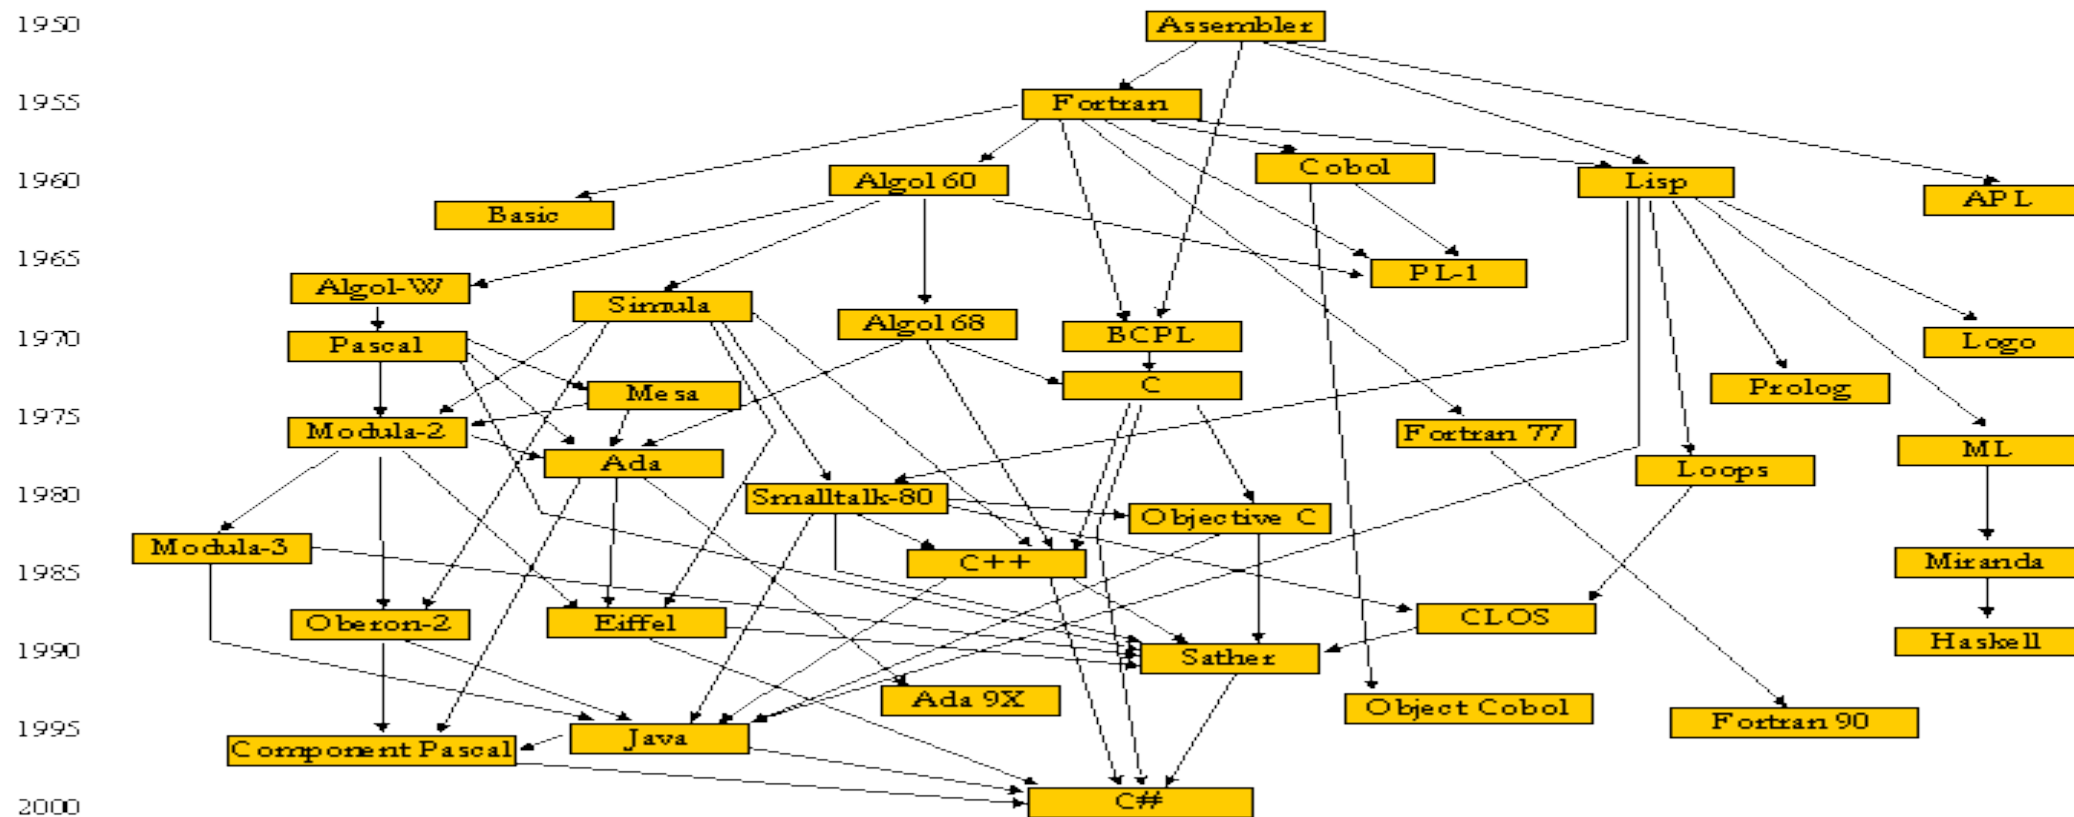 1950
Assembler
1955
Fortran
1960
Algol 60
Cobol
Lisp
APL
Basic
1965
PL-1
Algol-W
Simula
Algol 68
BCPL
1970
Pascal
Logo
C
Mesa
Prolog
1975
Modula-2
Fortran 77
ML
Ada
Loops
1980
Smalltalk-80
Objective C
Modula-3
C++
Miranda
1985
Oberon-2
Eiffel
CLOS
Haskell
1990
Sather
Ada 9X
Object Cobol
Fortran 90
1995
Component Pascal
Java
2000
C#